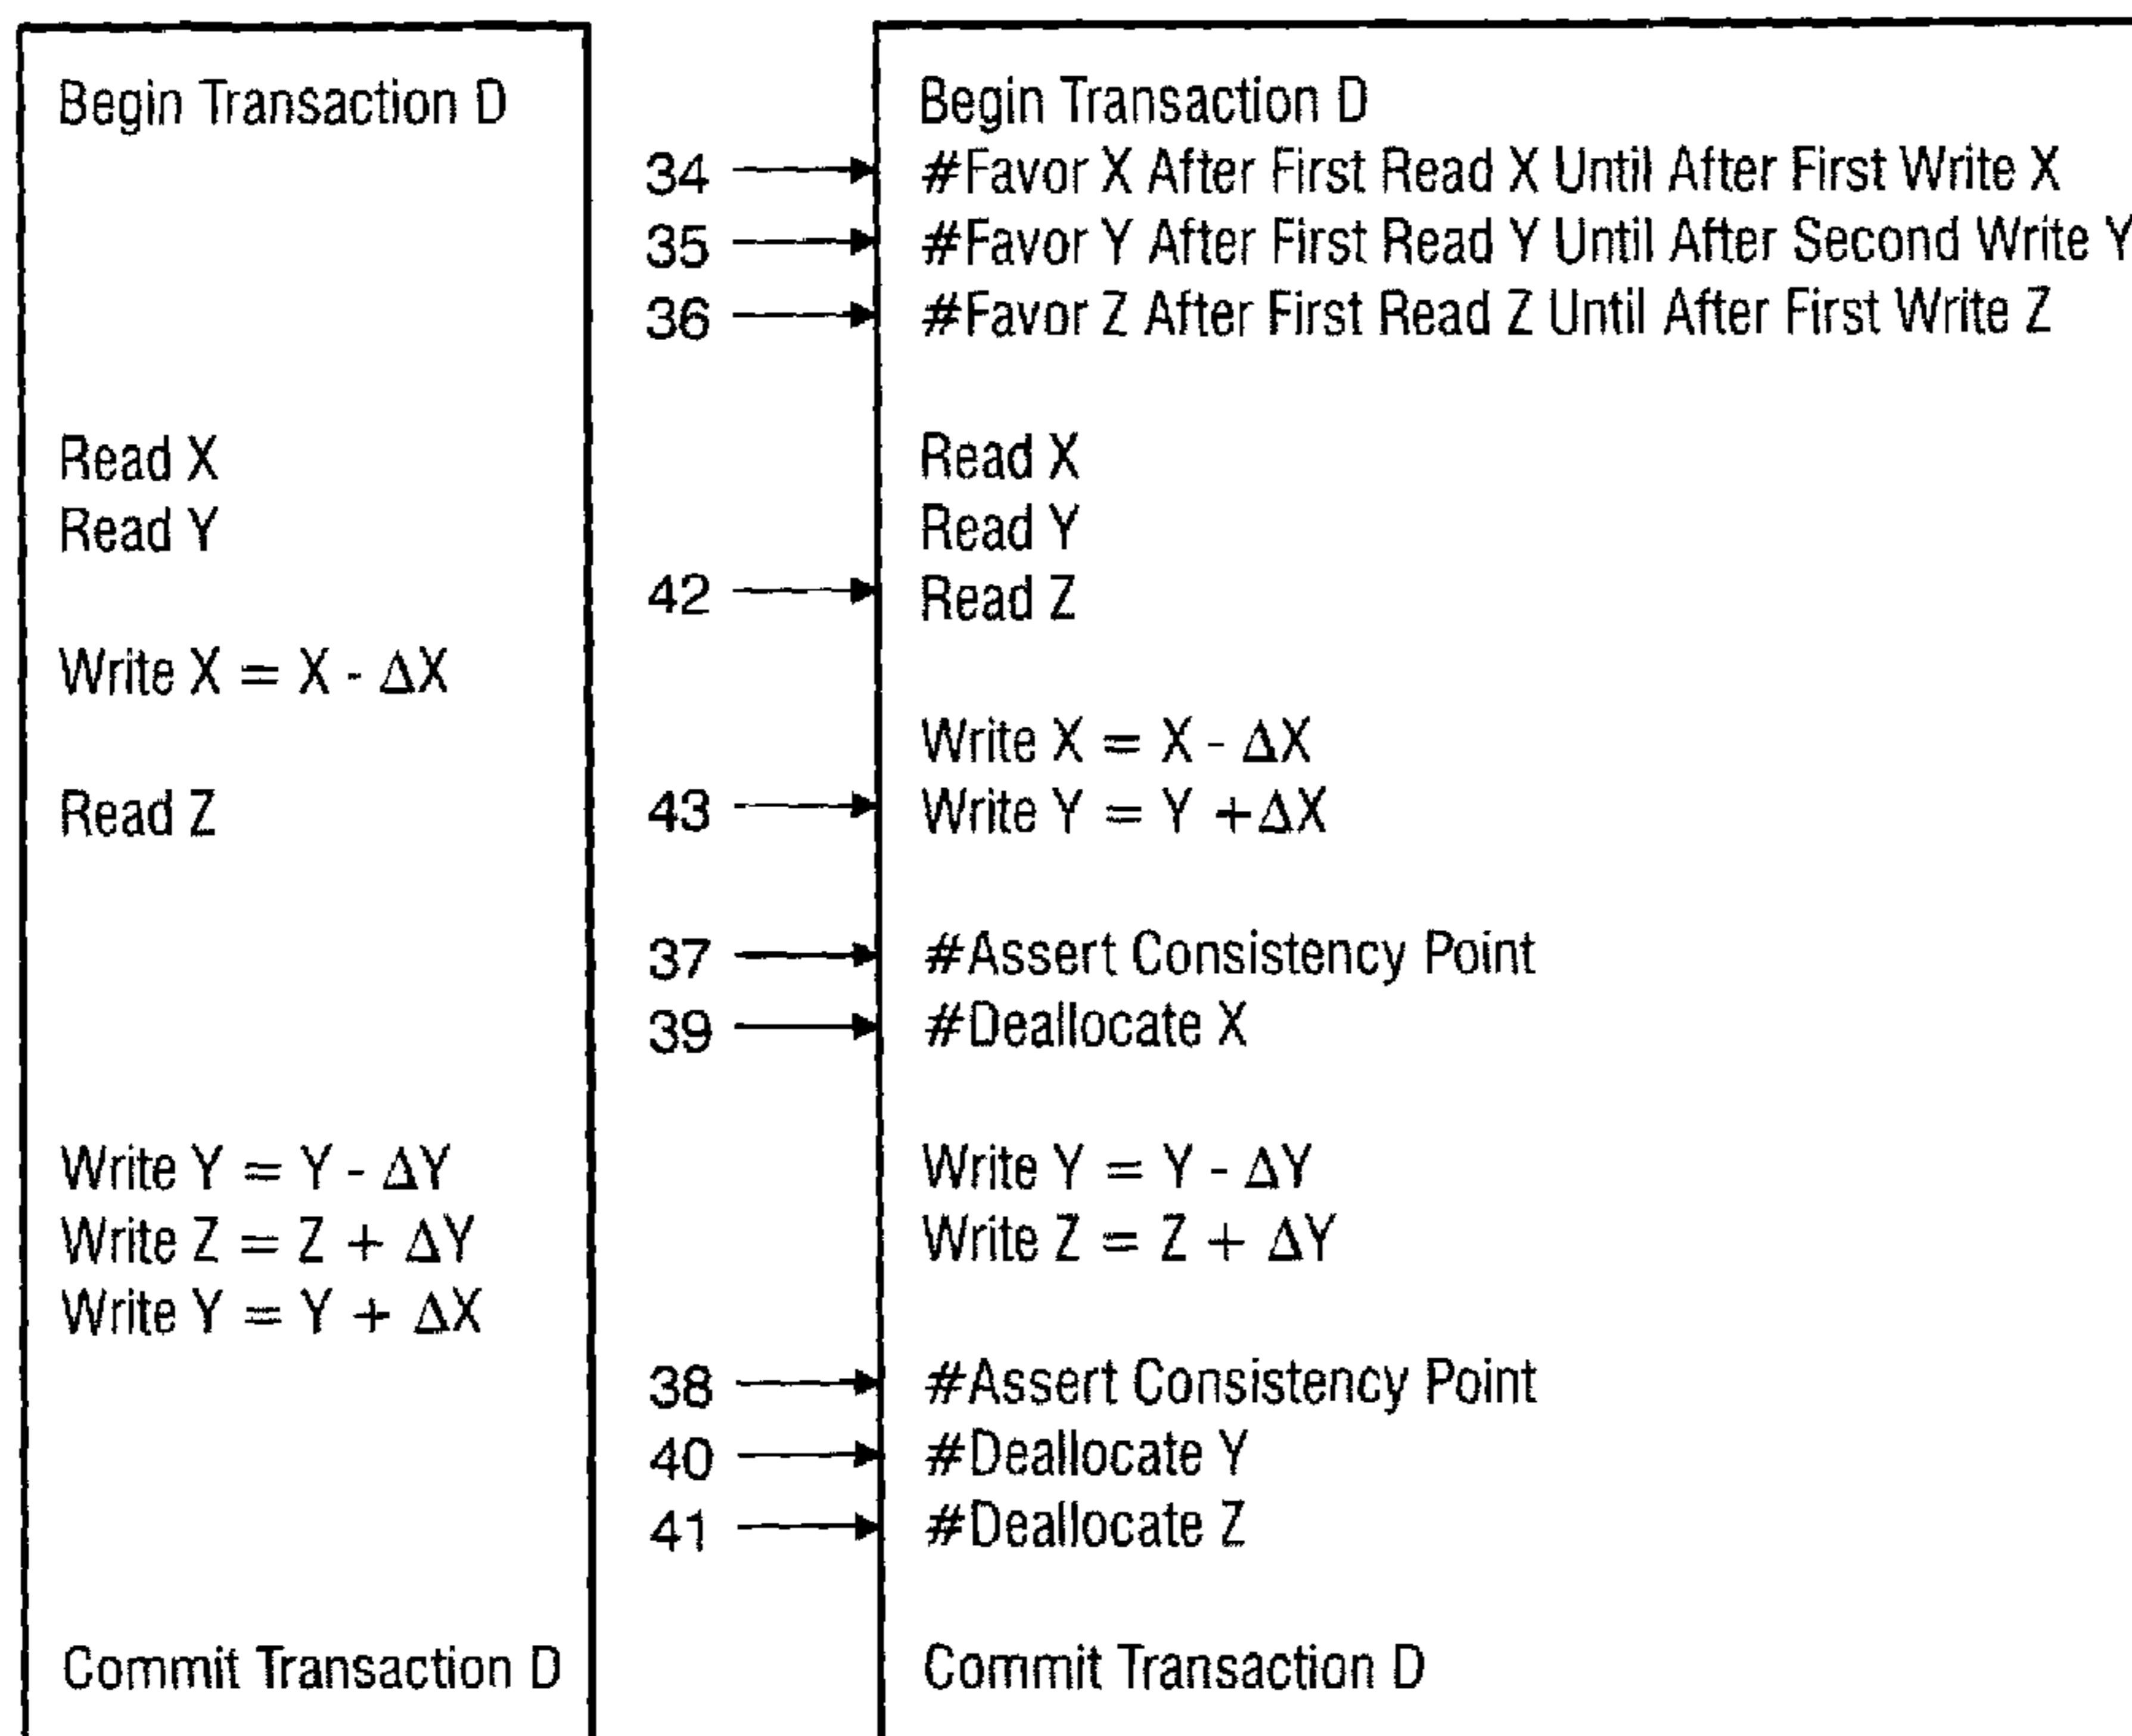 Begin Transaction D
Read X
Read Y
Write X = X - ΔX
Read Z
Write Y = Y - ΔY
Write Z = Z + ΔY
Write Y = Y + ΔX
Commit Transaction D
Begin Transaction D
34 #Favor X After First Read X Until After First Write X
35 #Favor Y After First Read Y Until After Second Write Y
36 #Favor Z After First Read Z Until After First Write Z
Read X
Read Y
42 Read Z
Write X = X - ΔX
43 Write Y = Y +ΔX
37 #Assert Consistency Point
39 #Deallocate X
Write Y = Y - ΔY
Write Z = Z + ΔY
38 #Assert Consistency Point
40 #Deallocate Y
41 #Deallocate Z
Commit Transaction D